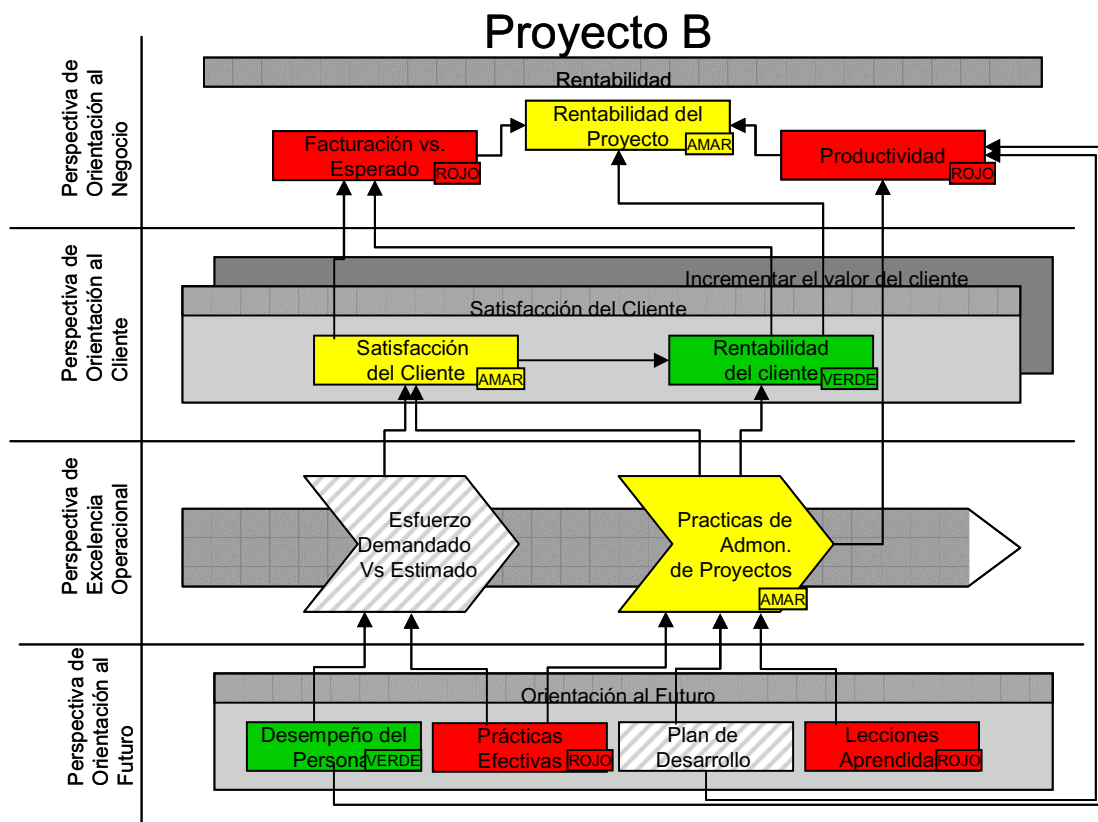 Proyecto B
Perspectiva de
Orientación al
Negocio
Rentabilidad
Rentabilidad del
Proyecto
AMAR
Facturación vs.
Esperado
ROJO
Productividad
ROJO
Perspectiva de
Orientación al
Cliente
Incrementar el valor del cliente
Satisfacción del Cliente
Satisfacción
del Cliente
AMAR
Rentabilidad
del cliente
VERDE
Perspectiva de
Excelencia
Operacional
Esfuerzo
Demandado
Vs Estimado
Practicas de
Admon.
de Proyectos
AMAR
Perspectiva de
Orientación al
Futuro
Orientación al Futuro
Desempeño del
Persona
VERDE
Prácticas
Efectivas
ROJO
Plan de
Desarrollo
Lecciones
Aprendida
ROJO